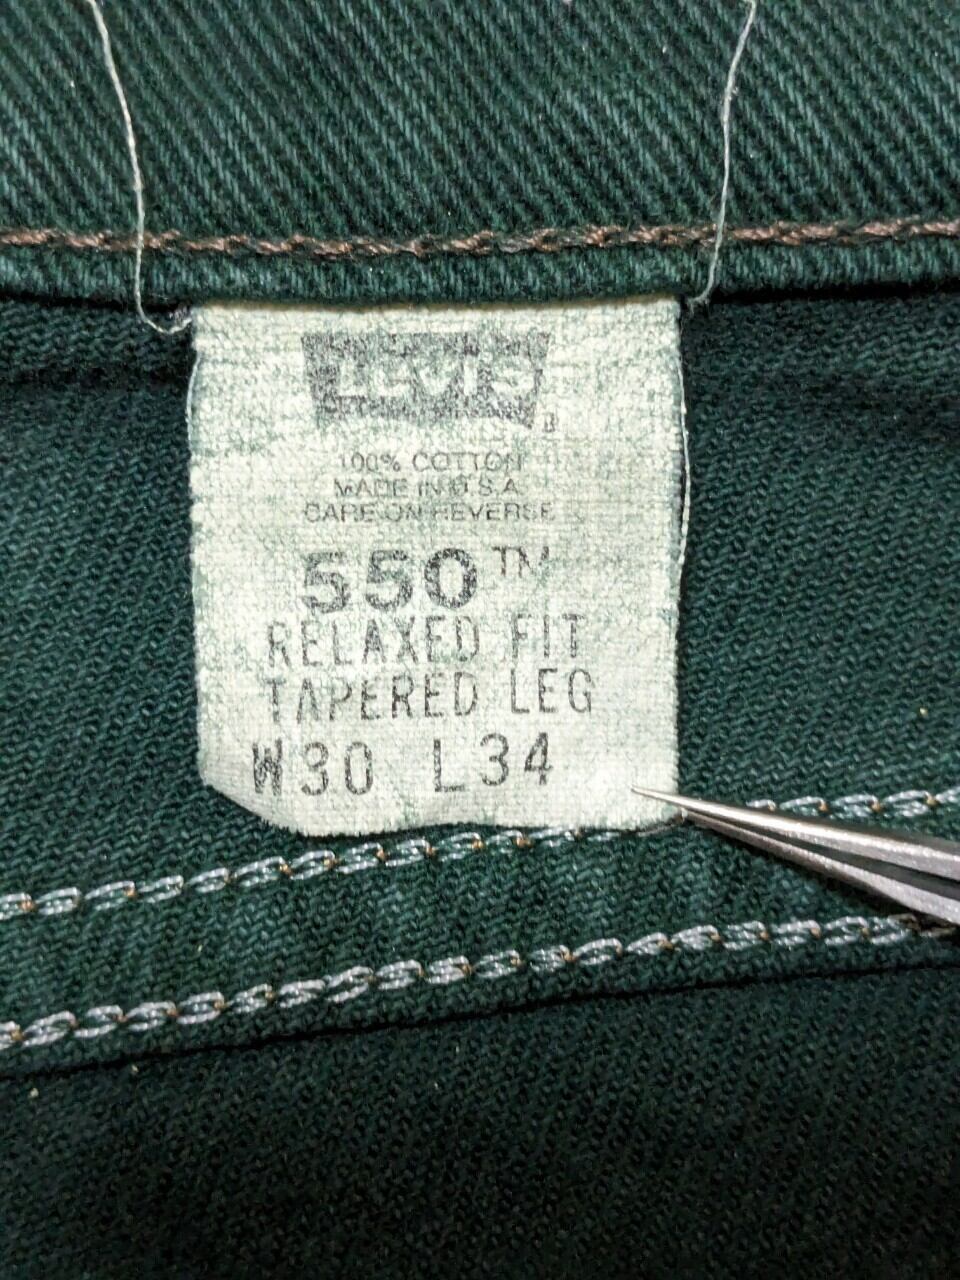 LEVI'S
®
100% COTTON
MADE IN U.S.A
CARE ON REVERSE
550™
RELAXED FIT
TAPERED LEG
W30 L34